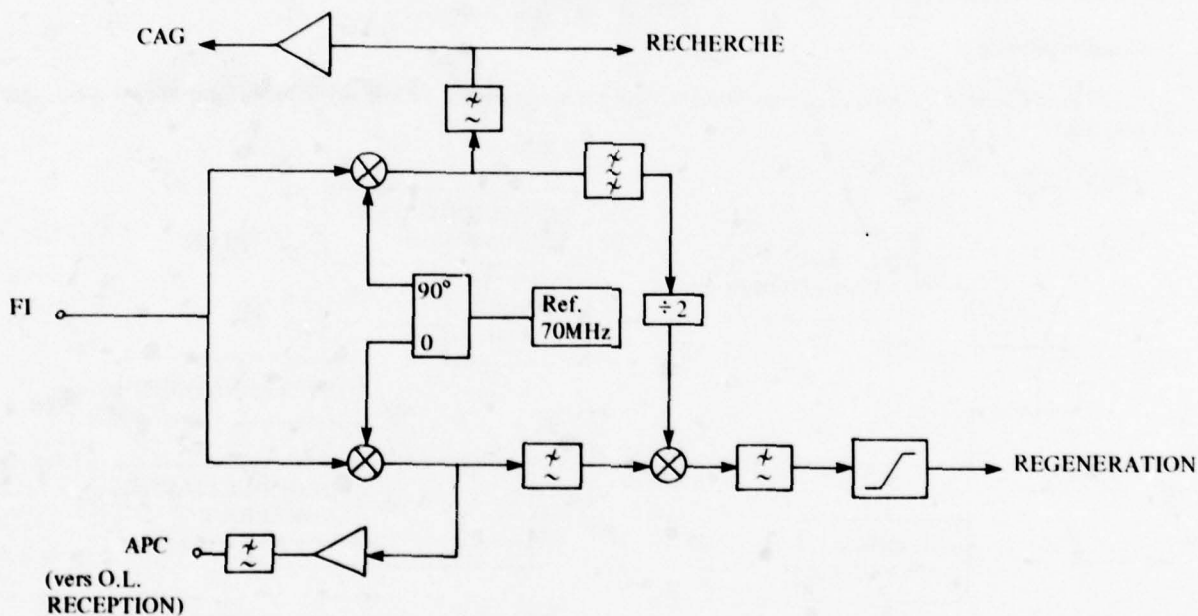 CAG
RECHERCHE
90°
Ref.
70MHz
0
÷ 2
FI
REGENERATION
APC
(vers O.L.
RECEPTION)